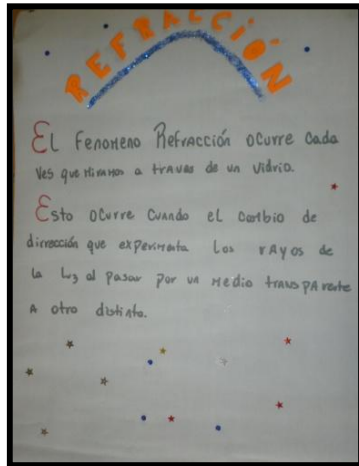 REFRACCIÓN
El Fenomeno Refracción ocurre cada
ves que miramos a traves de un vidrio.
Esto ocurre cuando el cambio de
dirección que experimenta Los rayos de
la luz al pasar por un medio transparente
A otro distinto.